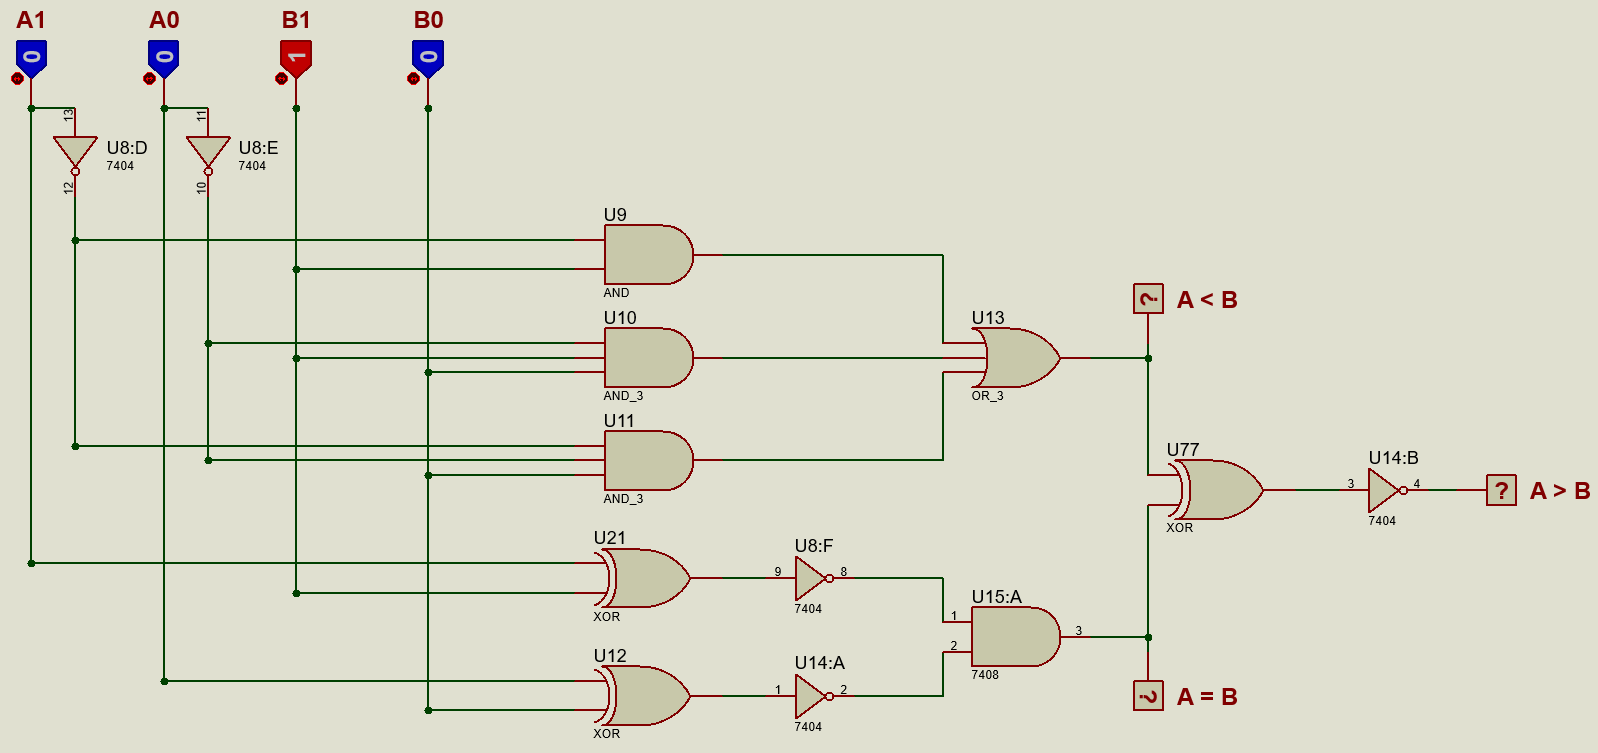 A1 A0 B1 B0
0 0 1 0
13 11
U8:D U8:E
7404 7404
12 10
U9
AND
U10
AND_3
U11
AND_3
U13
OR_3
? A < B
U77
XOR
U14:B
3 4
7404
? A > B
U21
XOR
U8:F
9 8
7404
U15:A
1
2
3
7408
U12
XOR
U14:A
1 2
7404
? A = B